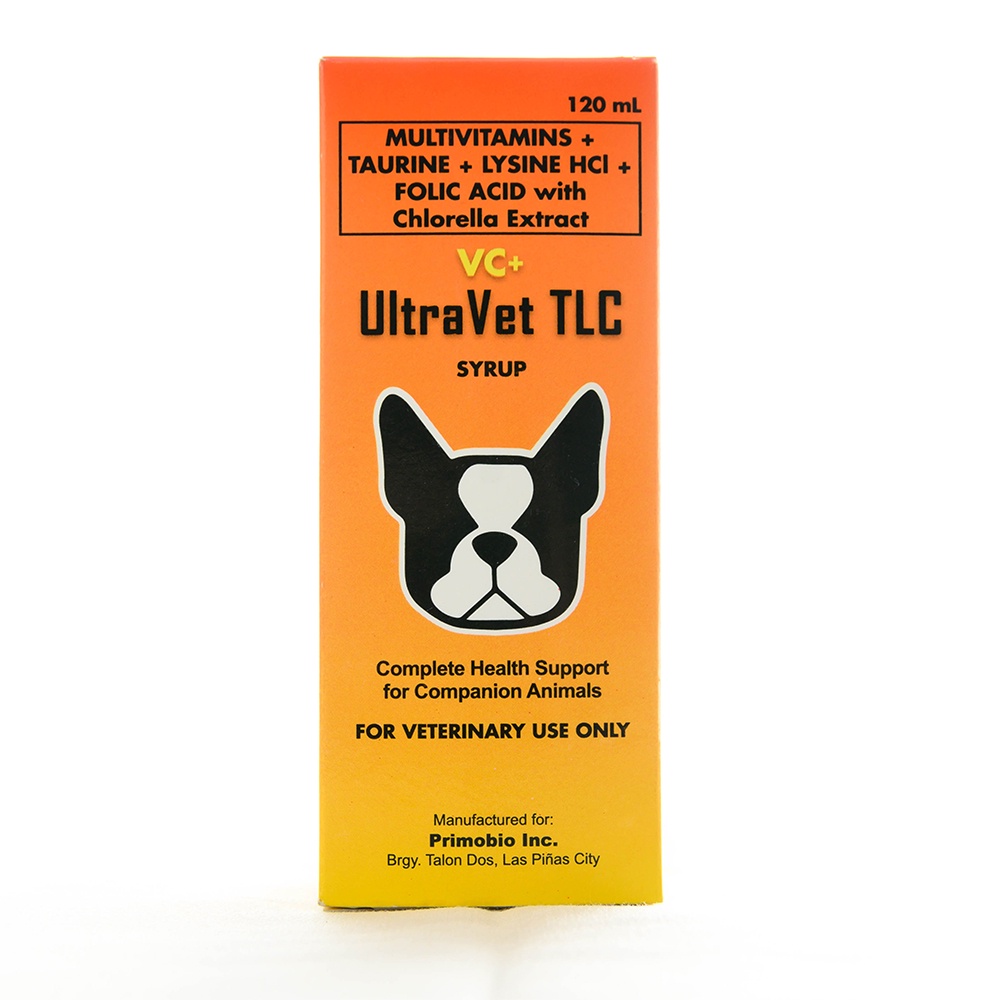 120 mL
MULTIVITAMINS +
TAURINE + LYSINE HCl +
FOLIC ACID with
Chlorella Extract
VC+
UltraVet TLC
SYRUP
Complete Health Support
for Companion Animals
FOR VETERINARY USE ONLY
Manufactured for:
Primobio Inc.
Brgy. Talon Dos, Las Piñas City